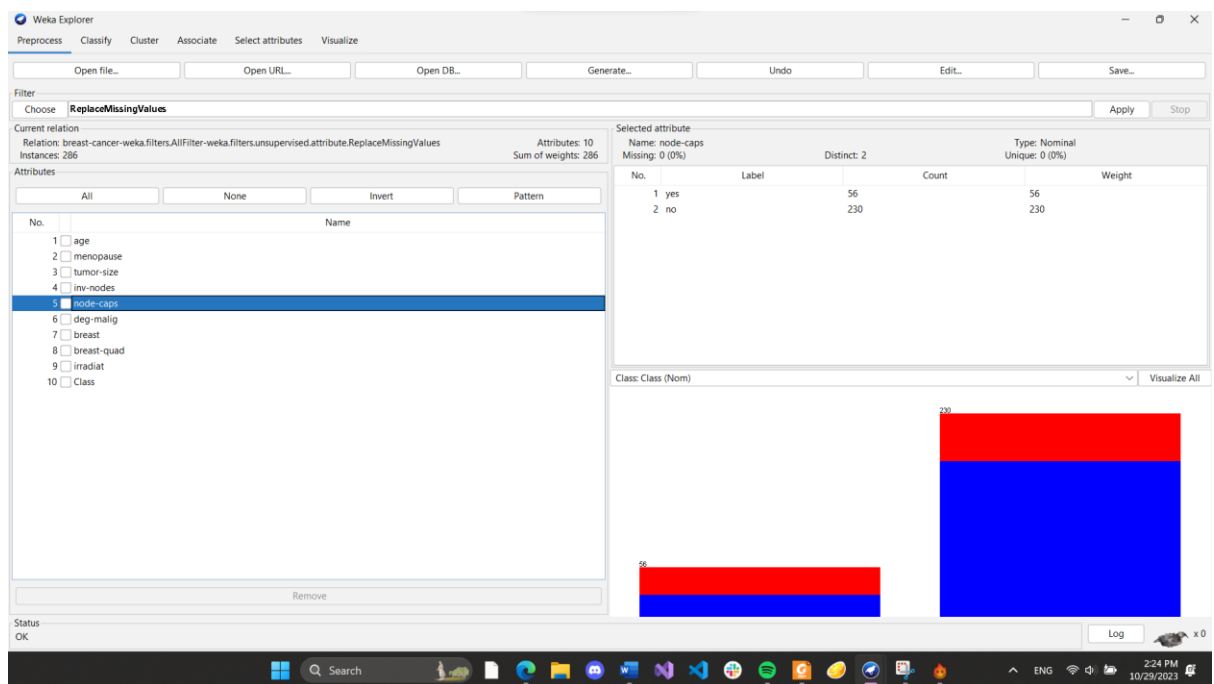 Weka Explorer
Preprocess Classify Cluster Associate Select attributes Visualize
Open file... Open URL... Open DB... Generate... Undo Edit... Save...
Filter
Choose ReplaceMissingValues Apply Stop
Current relation
Relation: breast-cancer-weka.filters.AllFilter-weka.filters.unsupervised.attribute.ReplaceMissingValues Attributes: 10
Instances: 286 Sum of weights: 286
Selected attribute
Name: node-caps Type: Nominal
Missing: 0 (0%) Distinct: 2 Unique: 0 (0%)
No. Label Count Weight
1 yes 56 56
2 no 230 230
Attributes
All None Invert Pattern
No. Name
1 age
2 menopause
3 tumor-size
4 inv-nodes
5 node-caps
6 deg-malig
7 breast
8 breast-quad
9 irradiat
10 Class
Remove
Class: Class (Nom) Visualize All
230
56
Status
OK
Log x 0
Search
ENG
2:24 PM
10/29/2023